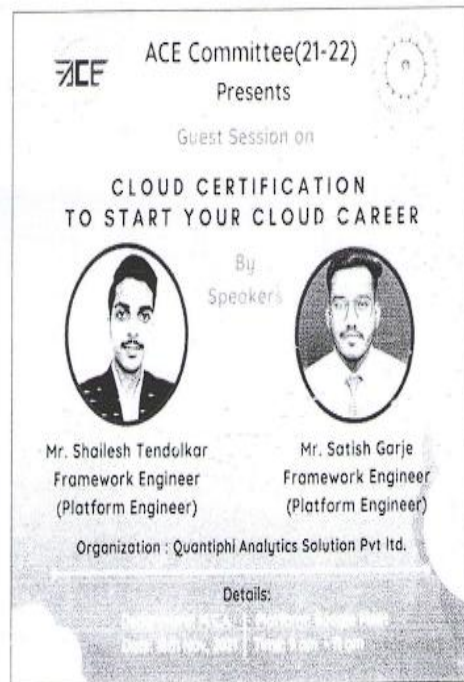 ACE
ACE Committee(21-22)
Presents
Guest Session on
CLOUD CERTIFICATION
TO START YOUR CLOUD CAREER
By
Speakers
Mr. Shailesh Tendolkar
Framework Engineer
(Platform Engineer)
Mr. Satish Garje
Framework Engineer
(Platform Engineer)
Organization : Quantiphi Analytics Solution Pvt ltd.
Details: